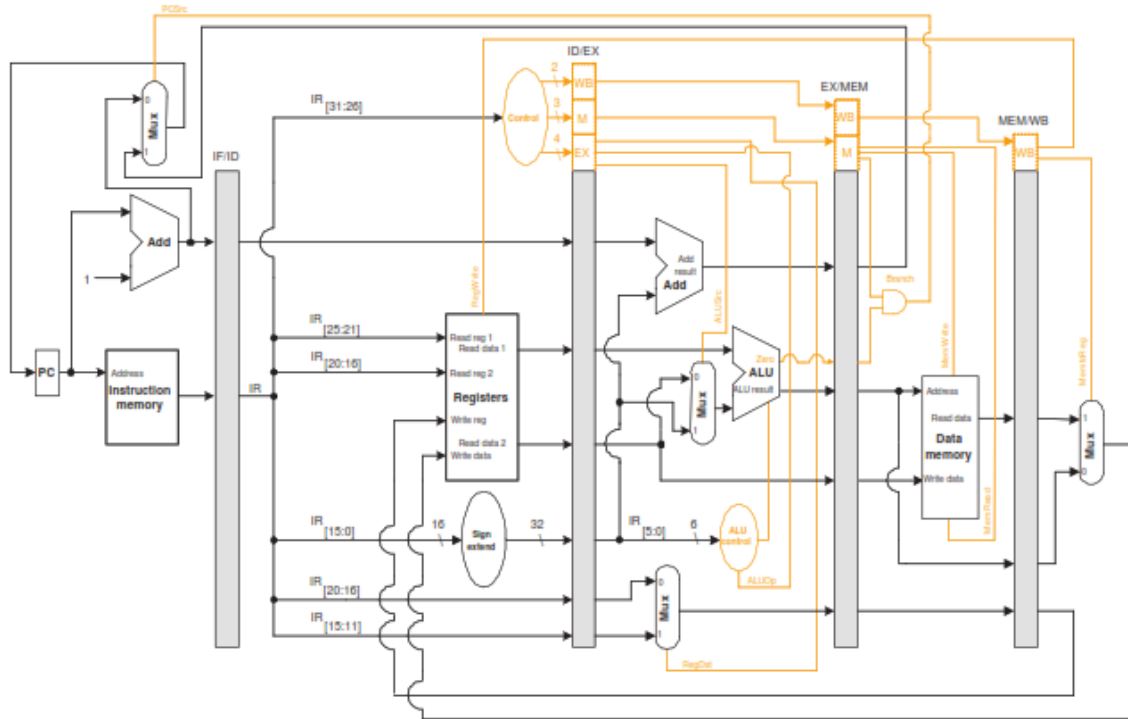 PCSrc
ID/EX
EX/MEM
MEM/WB
IF/ID
2
3
4
WB
M
EX
WB
M
WB
Control
IR [31:26]
0
Mux
1
Add
1
Add result
Add
Branch
RegWrite
ALUSrc
MemWrite
MemtoReg
MemRead
PC
Address
Instruction memory
IR
IR [25:21]
IR [20:16]
Read reg 1
Read data 1
Read reg 2
Registers
Write reg
Read data 2
Write data
0
Mux
1
Zero
ALU
ALU result
Address
Read data
Data memory
Write data
1
Mux
0
IR [15:0]
16
Sign extend
32
IR [5:0]
6
ALU control
ALUOp
IR [20:16]
IR [15:11]
0
Mux
1
RegDst